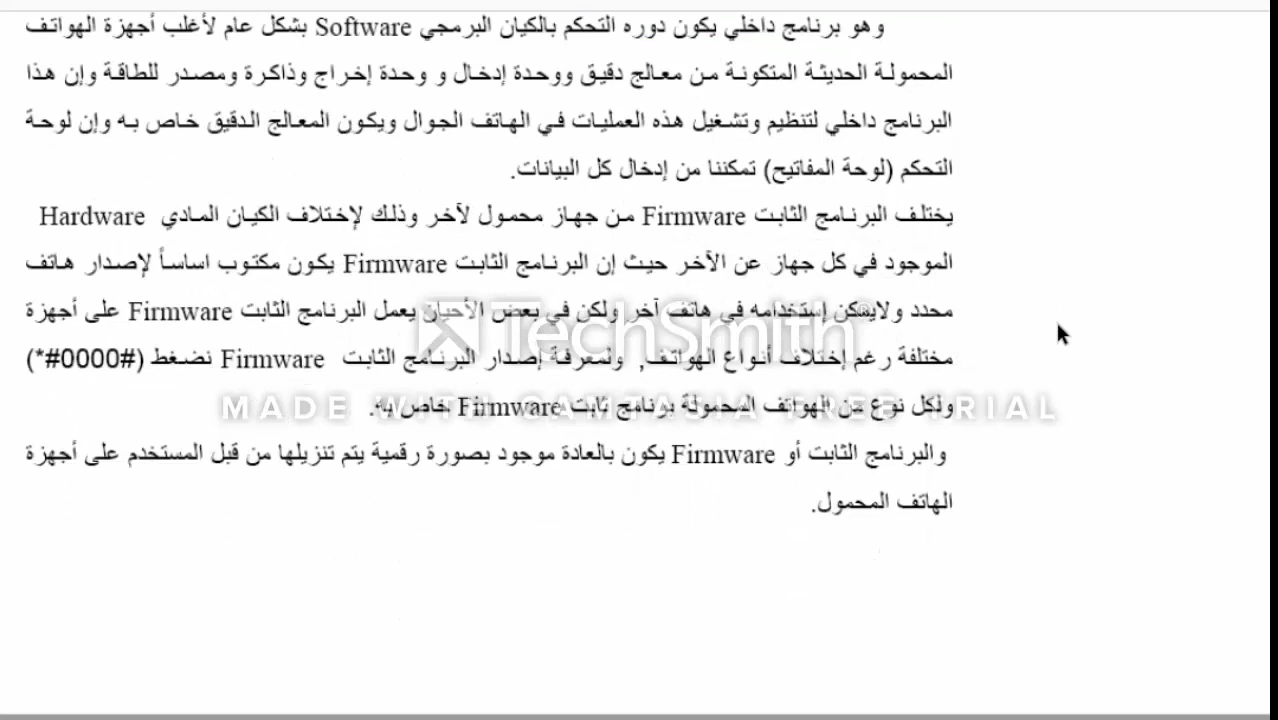 وهو برنامج داخلي يكون دوره التحكم بالكيان البرمجي Software بشكل عام لأغلب أجهزة الهواتف
المحمولة الحديثة المتكونة من معالج دقيق ووحدة إدخال و وحدة إخراج وذاكرة ومصدر للطاقة وإن هذا
البرنامج داخلي لتنظيم وتشغيل هذه العمليات في الهاتف الجوال ويكون المعالج الدقيق خاص به وإن لوحة
التحكم (لوحة المفاتيح) تمكننا من إدخال كل البيانات.
يختلف البرنامج الثابت Firmware من جهاز محمول لآخر وذلك لإختلاف الكيان المادي Hardware
الموجود في كل جهاز عن الآخر حيث إن البرنامج الثابت Firmware يكون مكتوب اساساً لإصدار هاتف
محدد ولايمكن إستخدامه في هاتف آخر ولكن في بعض الأحيان يعمل البرنامج الثابت Firmware على أجهزة
مختلفة رغم إختلاف أنواع الهواتف, ولمعرفة إصدار البرنامج الثابت Firmware نضغط (#0000#*)
ولكل نوع من الهواتف المحمولة برنامج ثابت Firmware خاص به.
والبرنامج الثابت أو Firmware يكون بالعادة موجود بصورة رقمية يتم تنزيلها من قبل المستخدم على أجهزة
الهاتف المحمول.
TechSmith®
MADE WITH CAMTASIA FREE TRIAL